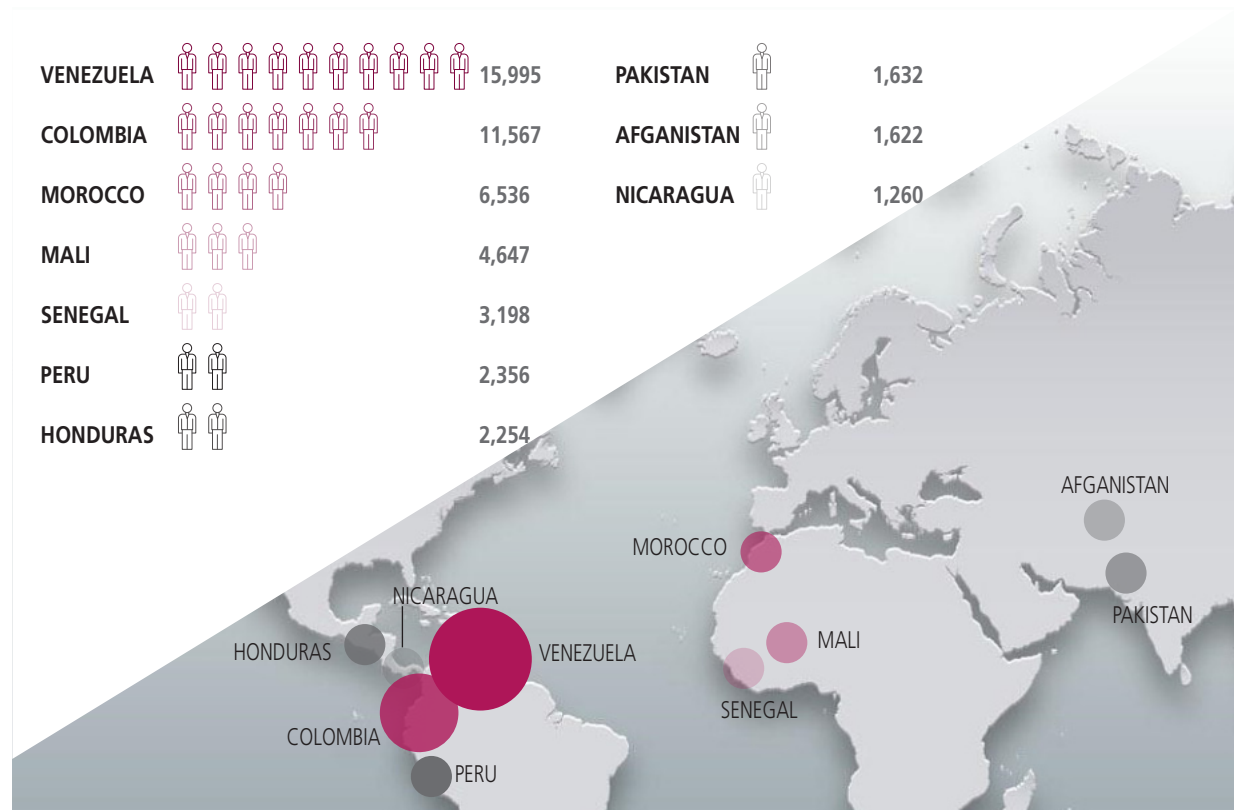 VENEZUELA 15,995
COLOMBIA 11,567
MOROCCO 6,536
MALI 4,647
SENEGAL 3,198
PERU 2,356
HONDURAS 2,254
PAKISTAN 1,632
AFGANISTAN 1,622
NICARAGUA 1,260
AFGANISTAN
MOROCCO
NICARAGUA
PAKISTAN
HONDURAS
VENEZUELA
MALI
SENEGAL
COLOMBIA
PERU